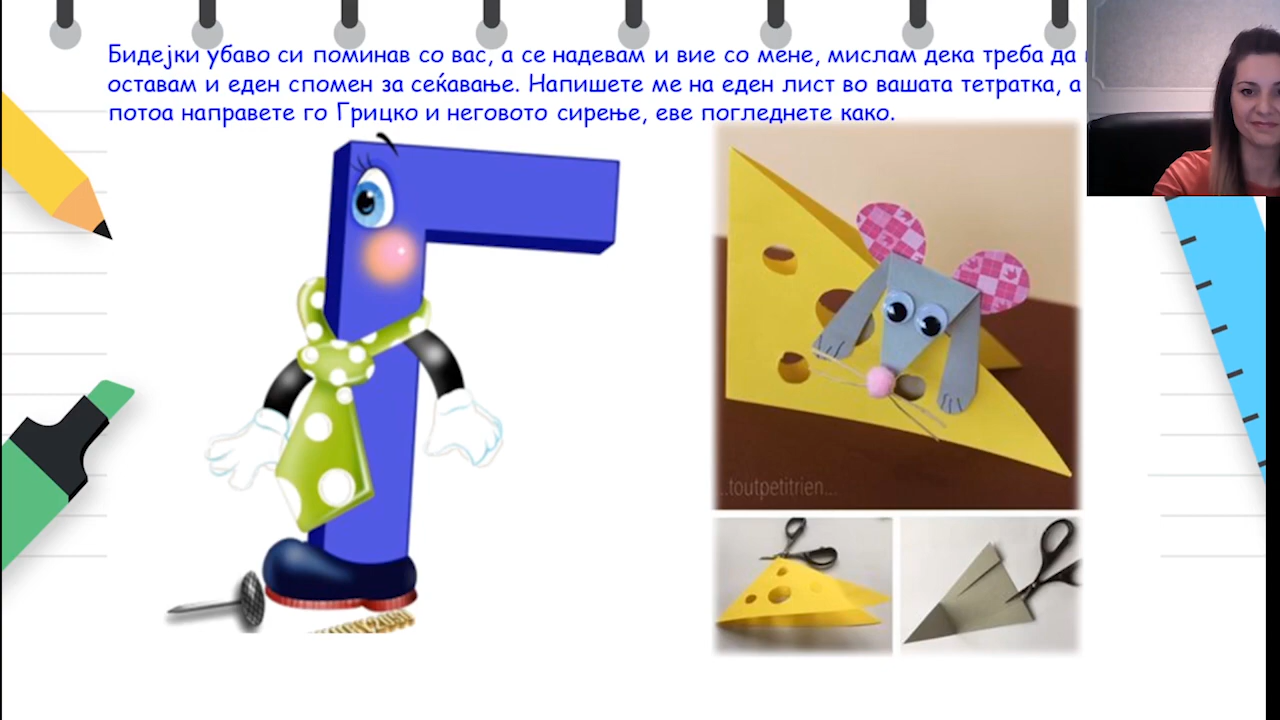 Бидејки убаво си поминав со вас, а се надевам и вие со мене, мислам дека треба да
оставам и еден спомен за сеќавање. Напишете ме на еден лист во вашата тетратка, а
потоа направете го Грицко и неговото сирење, еве погледнете како.
Г
...toutpetitrien...